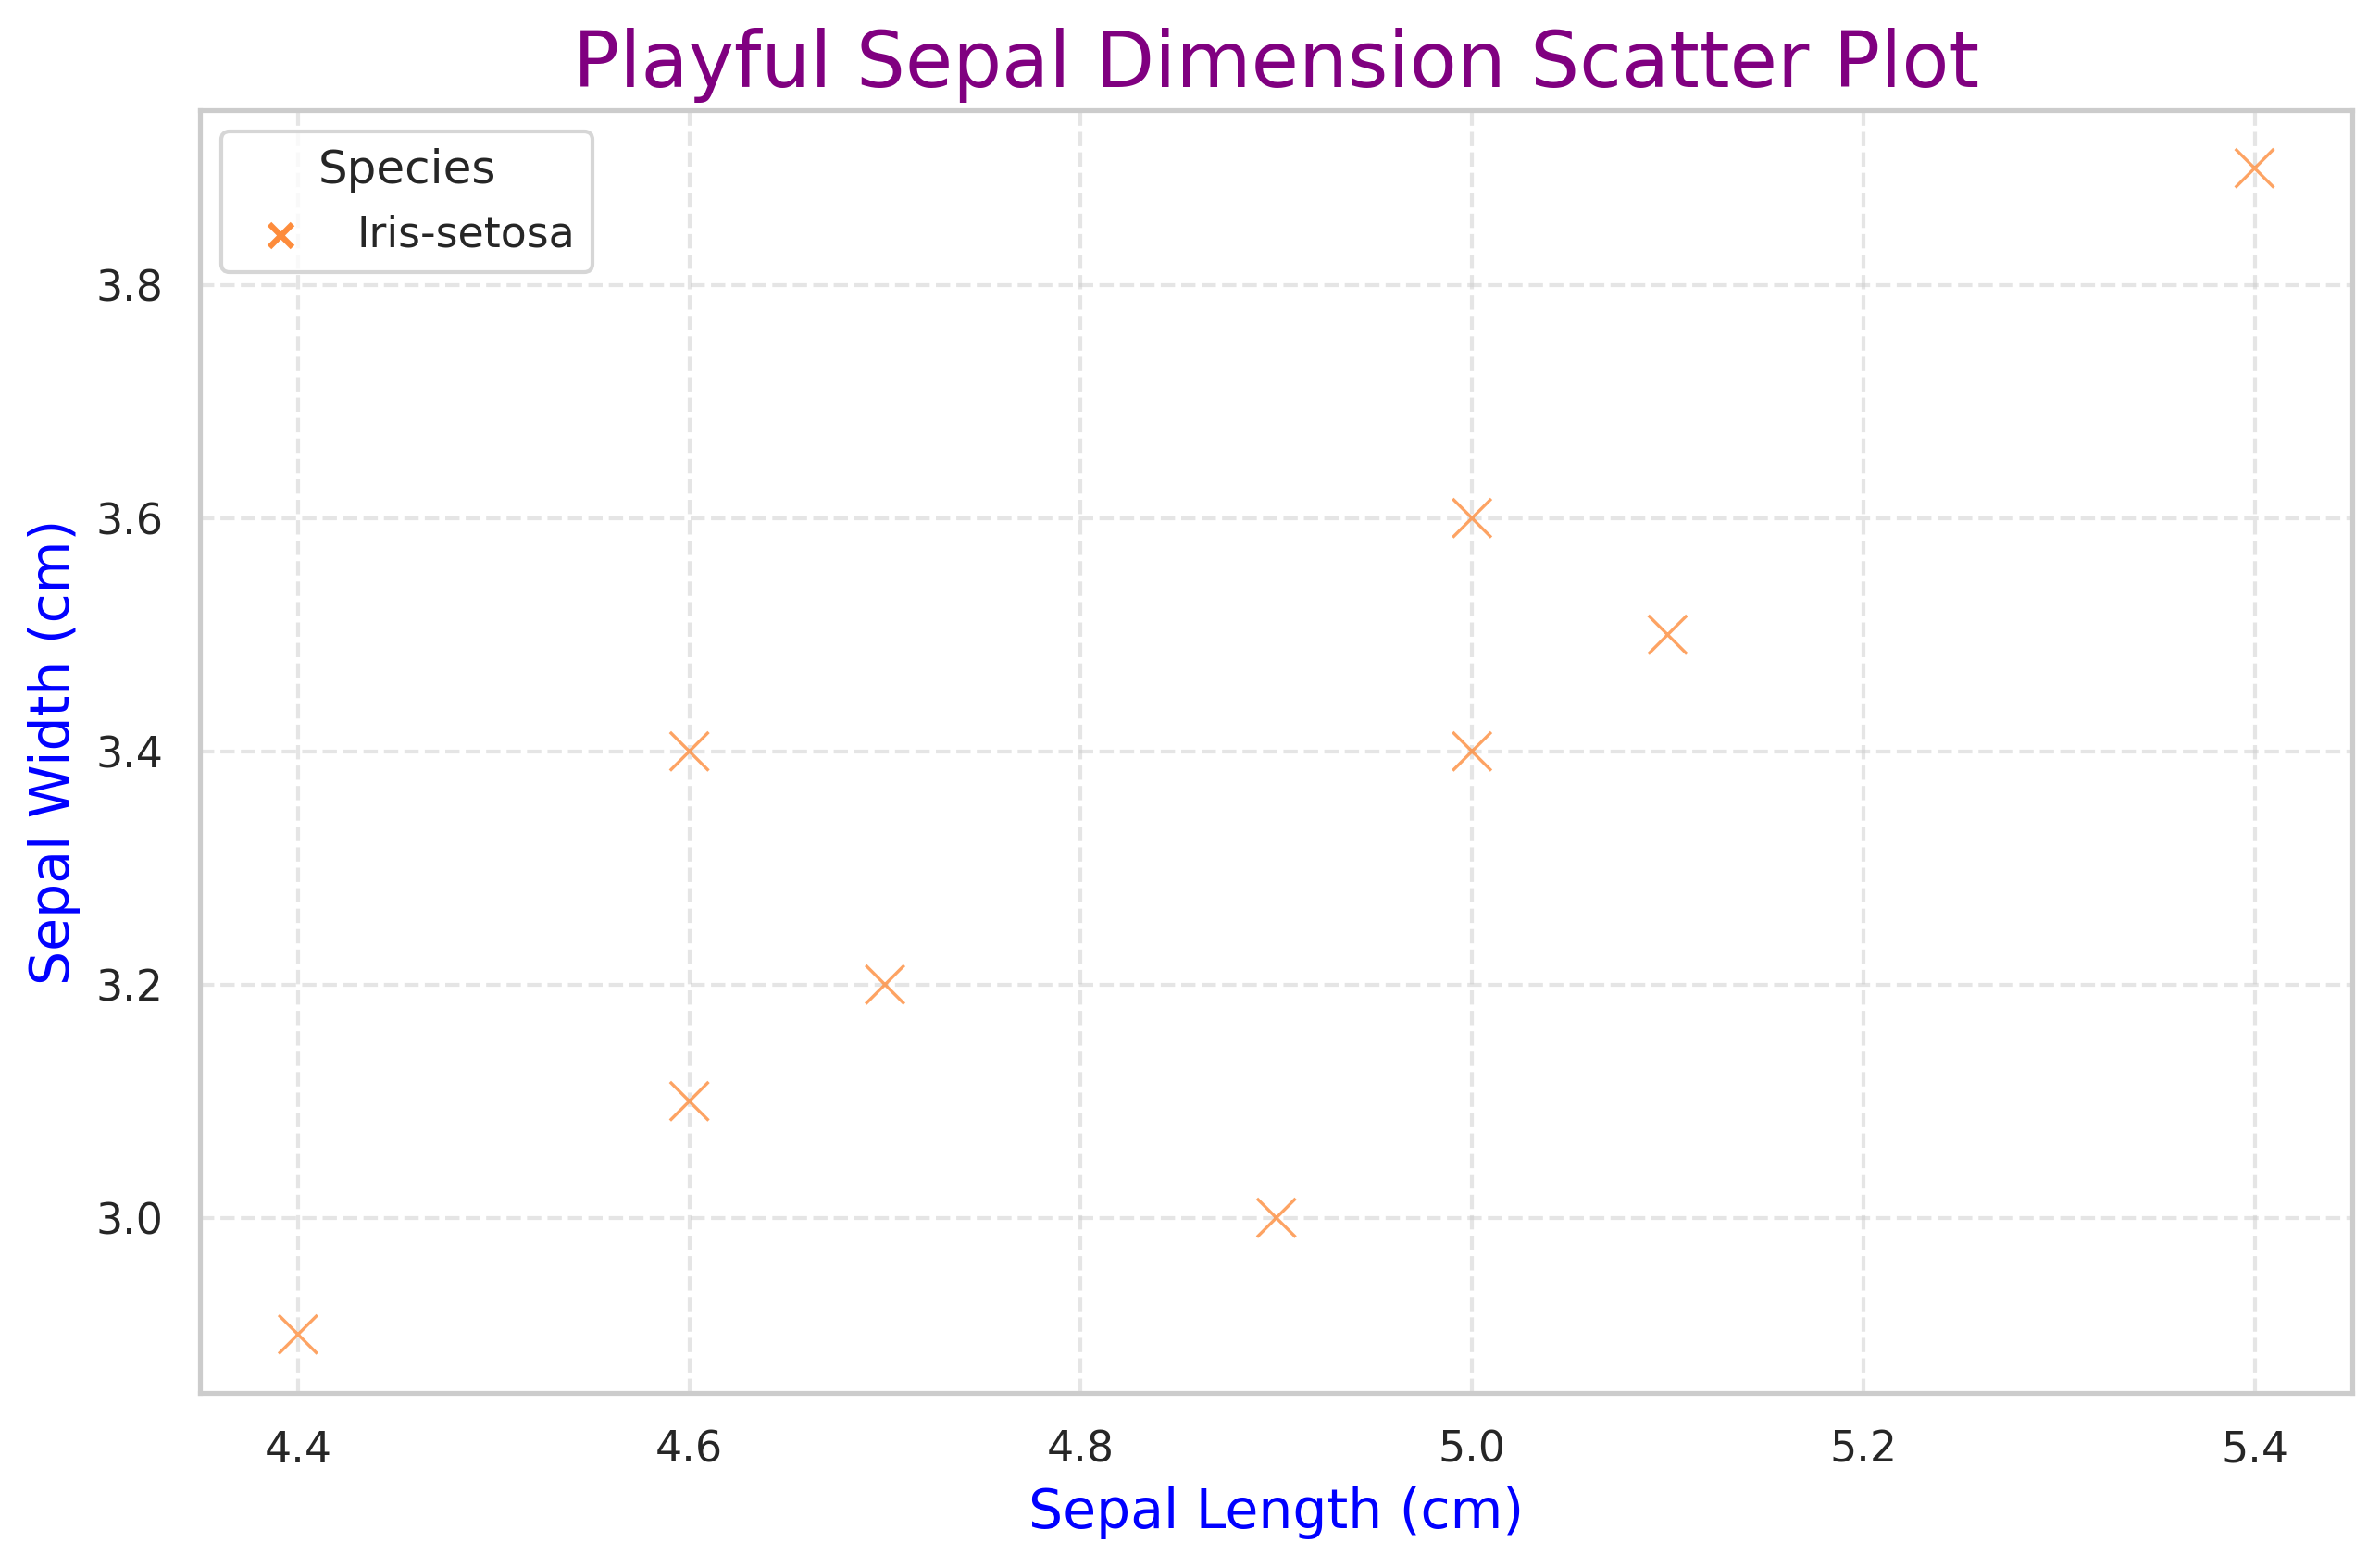 Playful Sepal Dimension Scatter Plot
Species
Iris-setosa
3.8
3.6
3.4
3.2
3.0
Sepal Width (cm)
4.4
4.6
4.8
5.0
5.2
5.4
Sepal Length (cm)